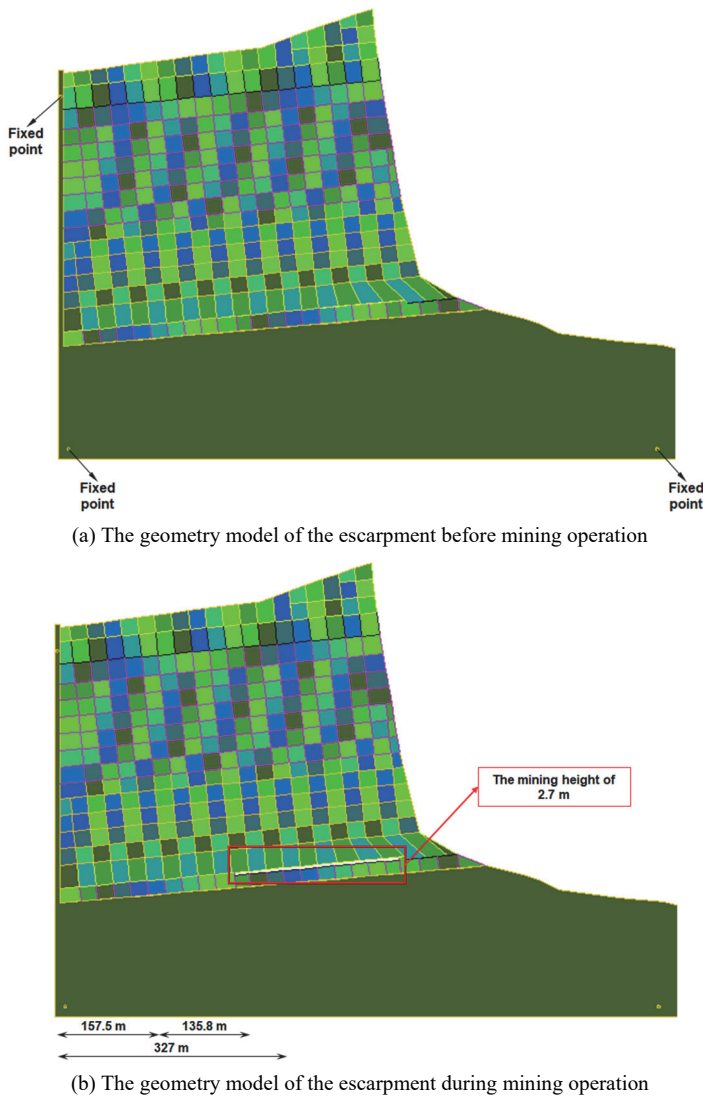 Fixed
point
Fixed
point
Fixed
point
(a) The geometry model of the escarpment before mining operation
The mining height of
2.7 m
157.5 m
135.8 m
327 m
(b) The geometry model of the escarpment during mining operation